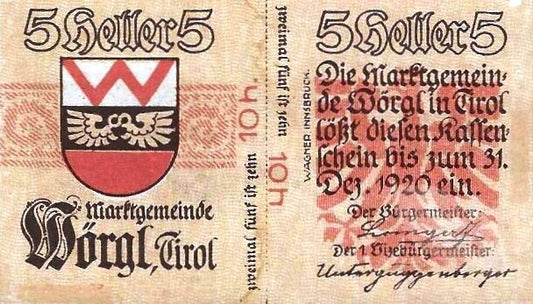 5 Heller 5
W
Marktgemeinde
Wörgl, Tirol
zweimal fünf ist zehn 10 h.
zweimal fünf ist zehn
10 h
WAGNER INNSBRUCK
5 Heller 5
Die Marktgemein-
de Wörgl in Tirol
lößt diesen Kassen-
schein bis zum 31.
Dez. 1920 ein.
Der Bürgermeister:
Der 1. Vizebürgermeister:
Unterguggenberger